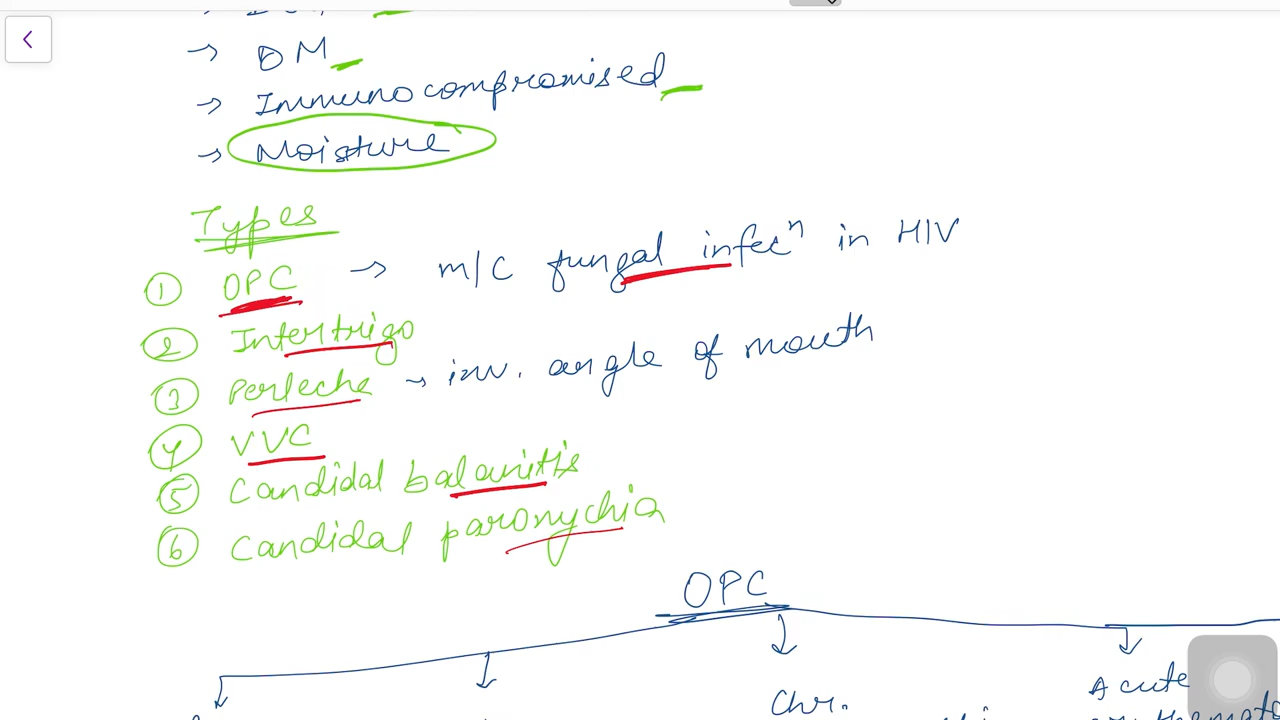 → DM
→ Immunocompromised
→ Moisture
Types
① OPC → m/c fungal infecⁿ in HIV
② Intertrigo
③ Perleche → inv. angle of mouth
④ VVC
⑤ Candidal balanitis
⑥ Candidal paronychia
OPC
Chr.
Acute